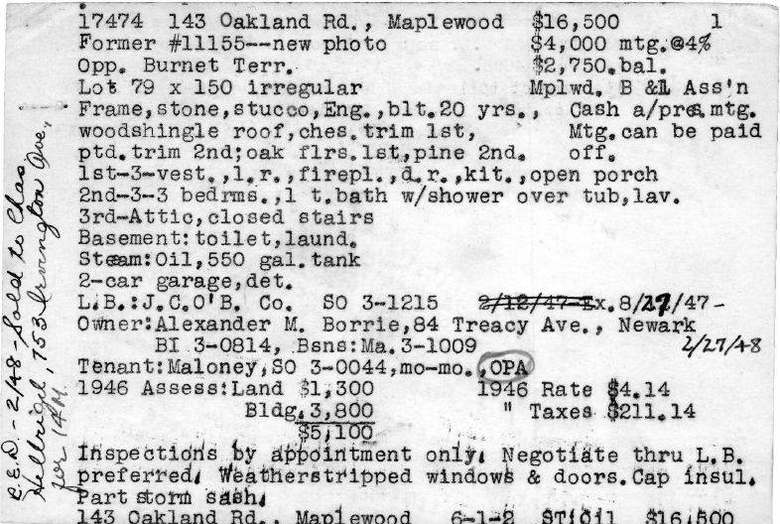 17474 143 Oakland Rd., Maplewood $16,500 1
Former #11155--new photo $4,000 mtg.@4%
Opp. Burnet Terr. $2,750.bal.
Lot 79 x 150 irregular Mplwd. B &L Ass'n
Frame,stone,stucco,Eng.,blt.20 yrs., Cash a/pres.mtg.
woodshingle roof,ches.trim lst, Mtg.can be paid
ptd.trim 2nd;oak flrs.lst,pine 2nd. off.
lst-3-vest.,l.r.,firepl.,d.r.,kit.,open porch
2nd-3-3 bedrms.,l t.bath w/shower over tub,lav.
3rd-Attic,closed stairs
Basement:toilet,laund.
Steam:Oil,550 gal.tank
2-car garage,det.
L.B.:J.C.O'B. Co. SO 3-1215 2/12/47-Ex.8/27/47-
Owner:Alexander M. Borrie,84 Treacy Ave., Newark
BI 3-0814, Bsns:Ma.3-1009 2/27/48
Tenant:Maloney,SO 3-0044,mo-mo.,OPA
1946 Assess:Land $1,300 1946 Rate $4.14
Bldg.3,800 " Taxes $211.14
$5,100
Inspections by appointment only. Negotiate thru L.B.
preferred. Weatherstripped windows & doors.Cap insul.
Part storm sash.
143 Oakland Rd., Maplewood 6-1-2 ST(Oil $16,500
R.E.D. - 2/48 - Sold to Chas
753 Irvington Ave.,
for 14M